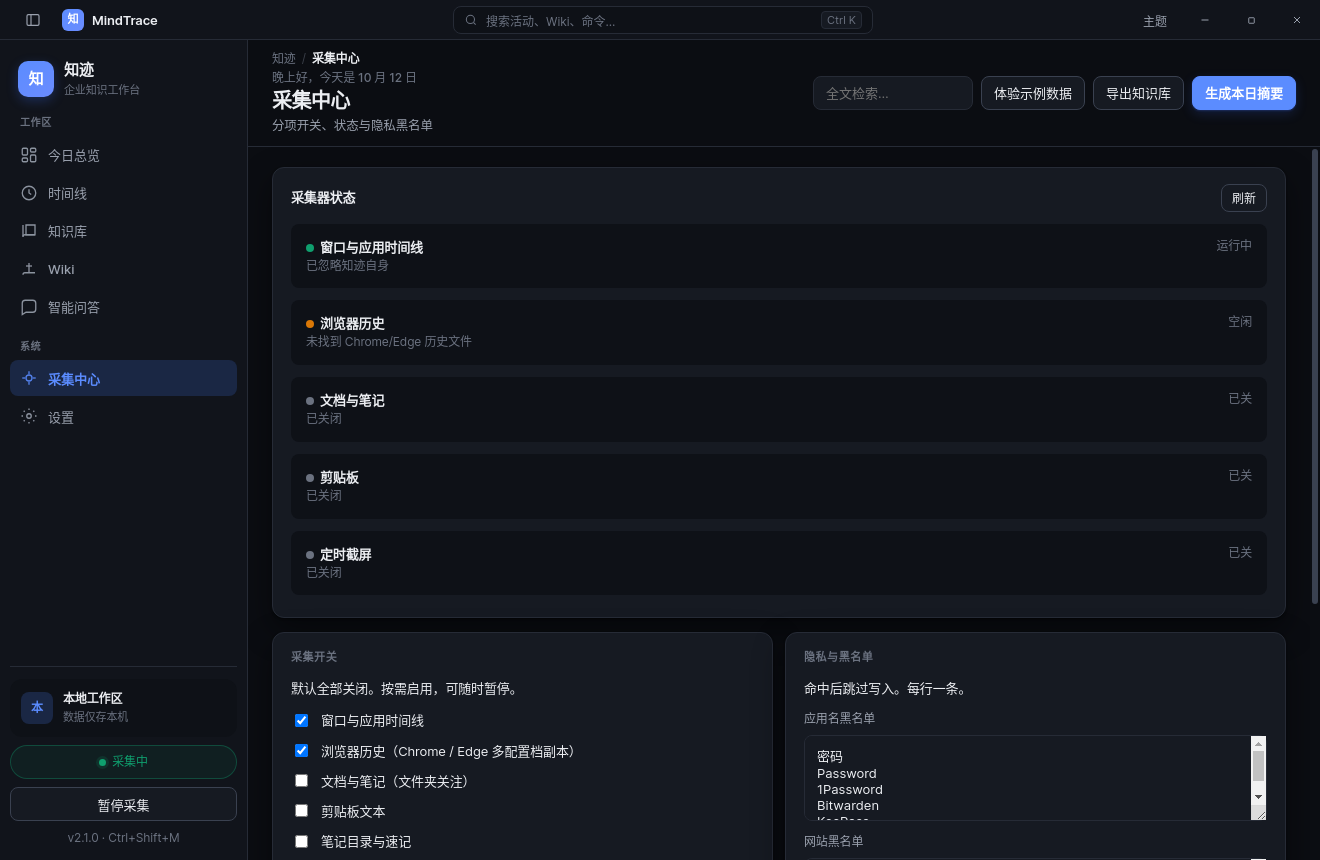 知 MindTrace
搜索活动、Wiki、命令... Ctrl K
主题
知
知迹
企业知识工作台
工作区
今日总览
时间线
知识库
Wiki
智能问答
系统
采集中心
设置
本
本地工作区
数据仅存本机
采集中
暂停采集
v2.1.0 · Ctrl+Shift+M
知迹 / 采集中心
晚上好，今天是 10 月 12 日
采集中心
分项开关、状态与隐私黑名单
全文检索...
体验示例数据
导出知识库
生成本日摘要
采集器状态
刷新
窗口与应用时间线
运行中
已忽略知迹自身
浏览器历史
空闲
未找到 Chrome/Edge 历史文件
文档与笔记
已关
已关闭
剪贴板
已关
已关闭
定时截屏
已关
已关闭
采集开关
默认全部关闭。按需启用，可随时暂停。
窗口与应用时间线
浏览器历史（Chrome / Edge 多配置档副本）
文档与笔记（文件夹关注）
剪贴板文本
笔记目录与速记
隐私与黑名单
命中后跳过写入。每行一条。
应用名黑名单
密码
Password
1Password
Bitwarden
网站黑名单